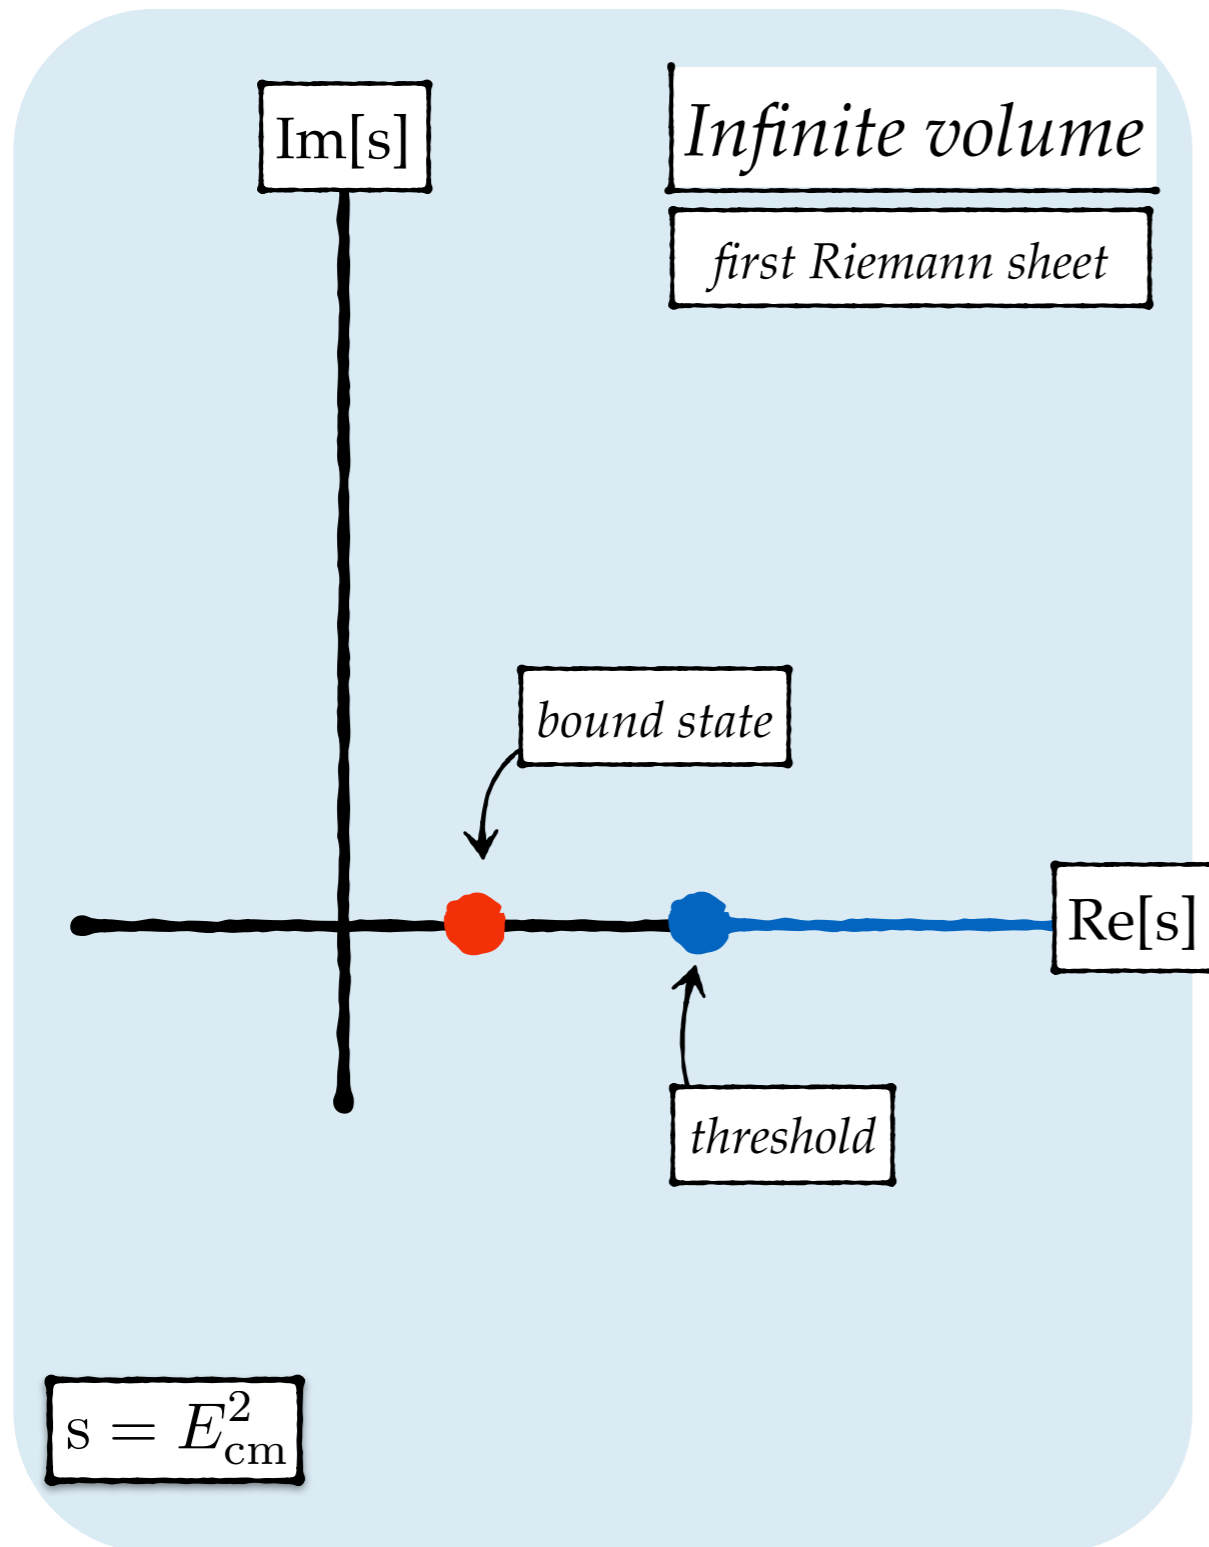 Im[s]
Infinite volume
first Riemann sheet
bound state
Re[s]
threshold
s = E²cm